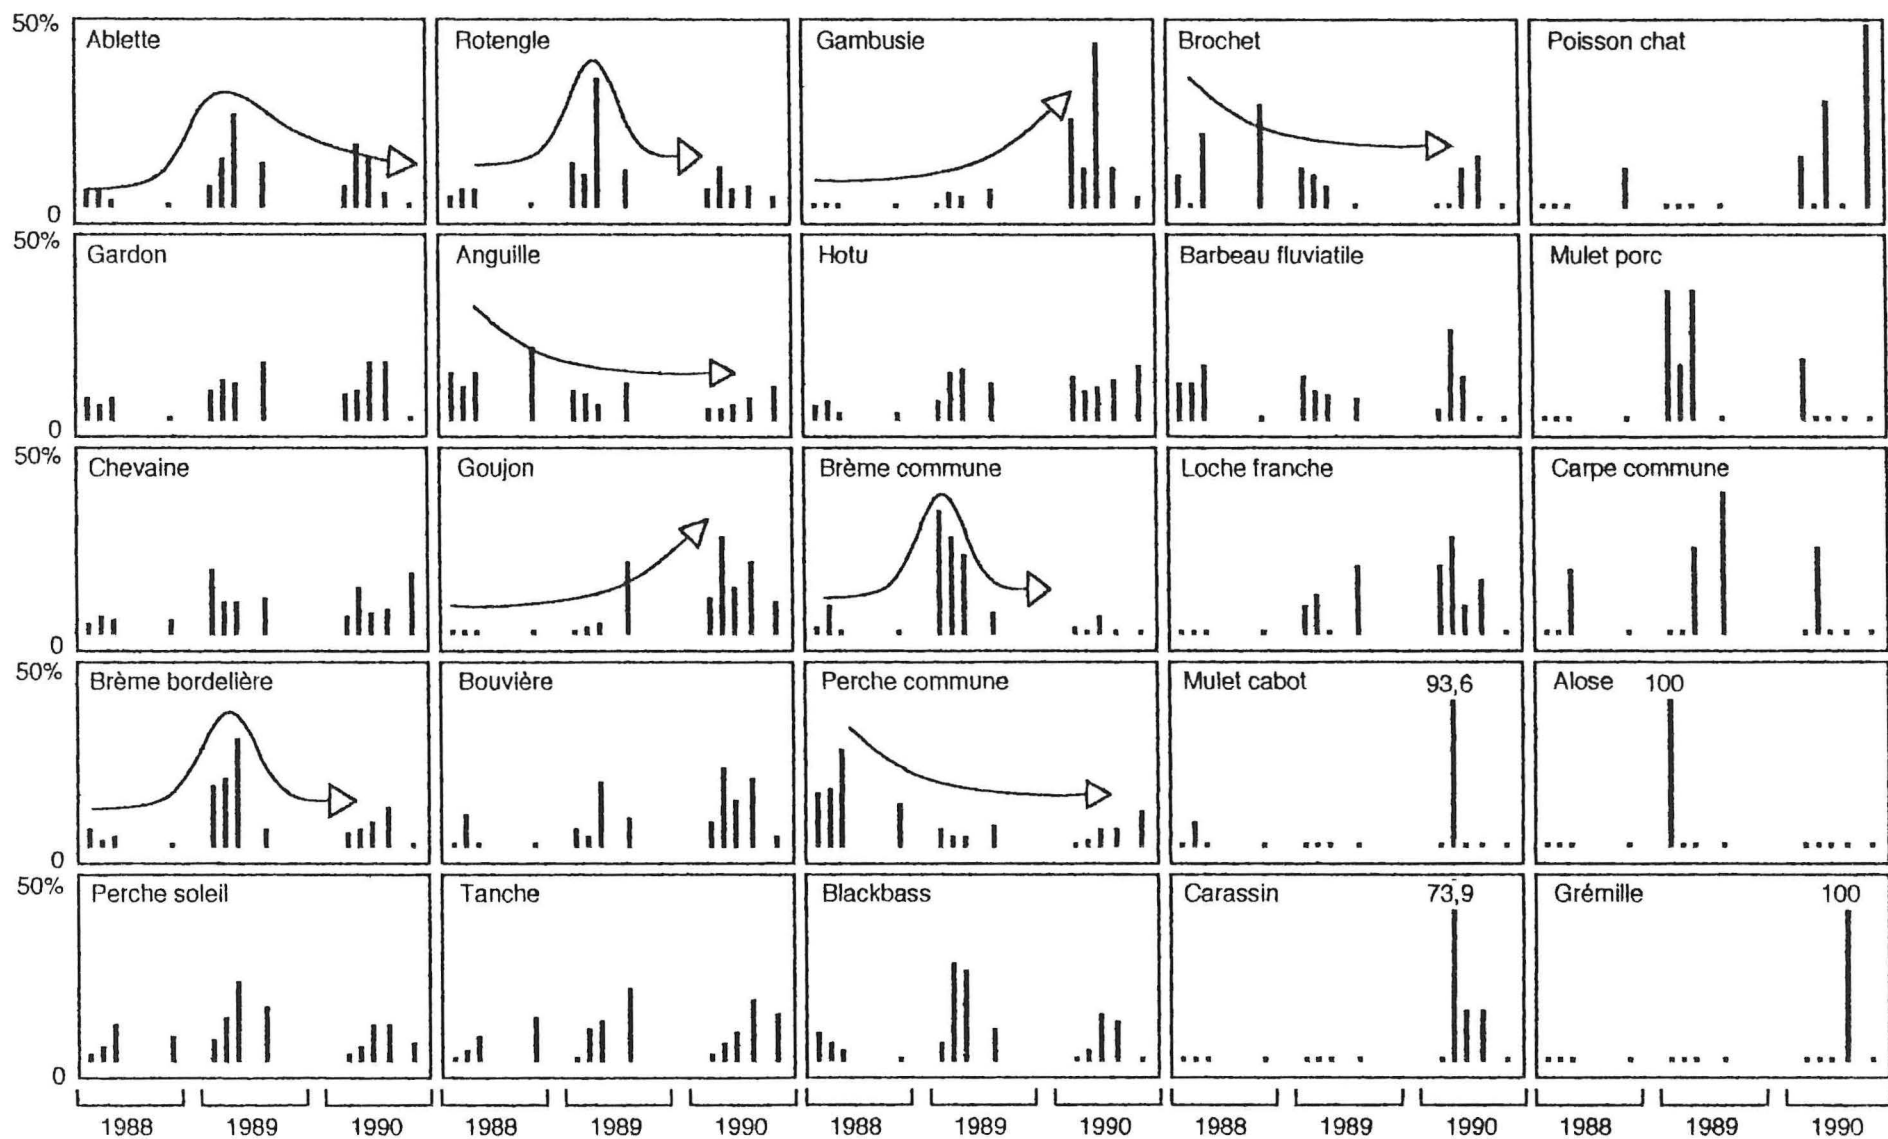 50%
Ablette
Rotengle
Gambusie
Brochet
Poisson chat
0
50%
Gardon
Anguille
Hotu
Barbeau fluviatile
Mulet porc
0
50%
Chevaine
Goujon
Brème commune
Loche franche
Carpe commune
0
50%
Brème bordelière
Bouvière
Perche commune
Mulet cabot
93,6
Alose
100
0
50%
Perche soleil
Tanche
Blackbass
Carassin
73,9
Grémille
100
0
1988
1989
1990
1988
1989
1990
1988
1989
1990
1988
1989
1990
1988
1989
1990